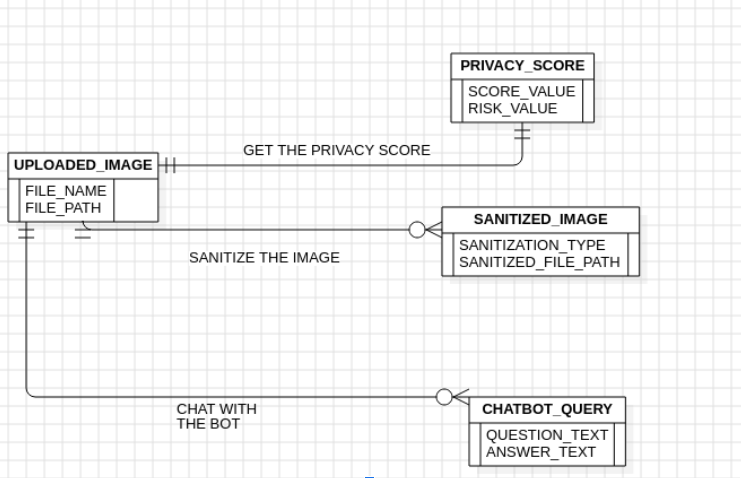 PRIVACY_SCORE
SCORE_VALUE
RISK_VALUE
GET THE PRIVACY SCORE
UPLOADED_IMAGE
FILE_NAME
FILE_PATH
SANITIZED_IMAGE
SANITIZATION_TYPE
SANITIZED_FILE_PATH
SANITIZE THE IMAGE
CHAT WITH
THE BOT
CHATBOT_QUERY
QUESTION_TEXT
ANSWER_TEXT